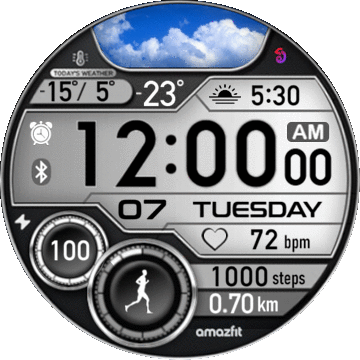 TODAY'S WEATHER
-15°/ 5°
-23°
5:30
12:00 00 AM
07 TUESDAY
72 bpm
100
1000 steps
0.70 km
amazfit